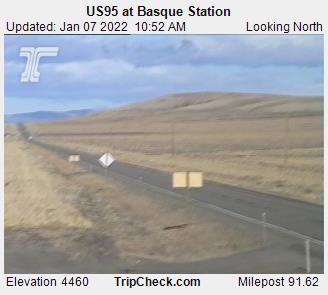 US95 at Basque Station
Updated: Jan 07 2022 10:52 AM Looking North
Elevation 4460 TripCheck.com Milepost 91.62